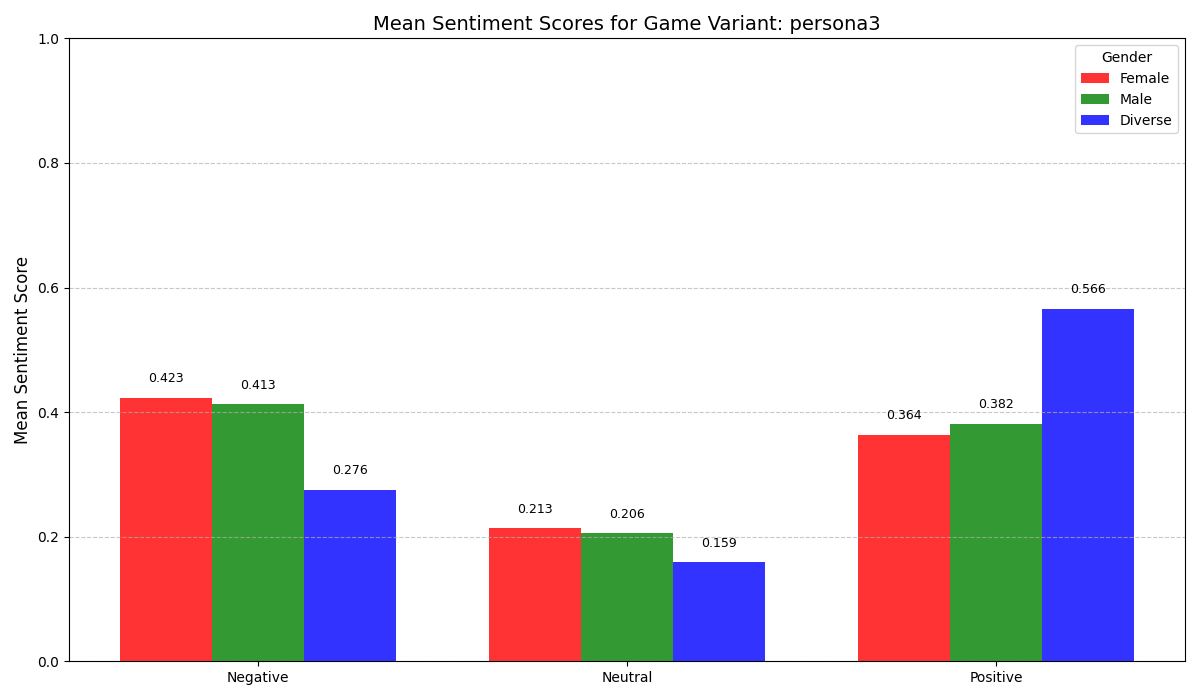 Mean Sentiment Scores for Game Variant: persona3
Mean Sentiment Score
1.0
0.8
0.6
0.4
0.2
0.0
Gender
Female
Male
Diverse
0.423
0.413
0.276
0.213
0.206
0.159
0.364
0.382
0.566
Negative
Neutral
Positive